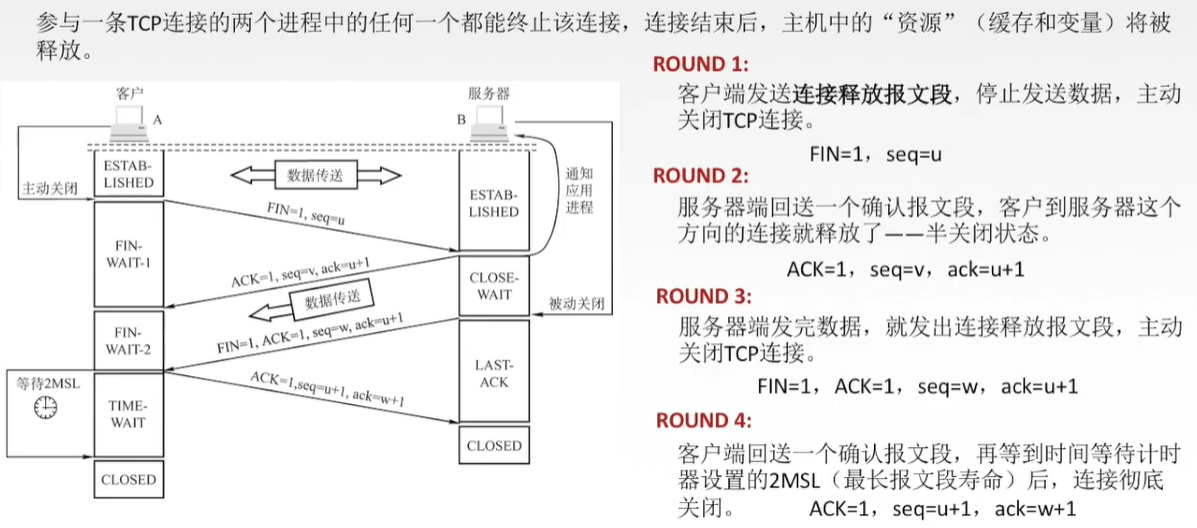 参与一条TCP连接的两个进程中的任何一个都能终止该连接，连接结束后，主机中的“资源”（缓存和变量）将被
释放。
客户
A
服务器
B
ESTAB-
LISHED
主动关闭
数据传送
ESTAB-
LISHED
通知
应用
进程
FIN=1, seq=u
FIN-
WAIT-1
ACK=1, seq=v, ack=u+1
CLOSE-
WAIT
数据传送
被动关闭
FIN-
WAIT-2
FIN=1, ACK=1, seq=w, ack=u+1
LAST-
ACK
等待2MSL
ACK=1,seq=u+1, ack=w+1
TIME-
WAIT
CLOSED
CLOSED
ROUND 1:
客户端发送连接释放报文段，停止发送数据，主动
关闭TCP连接。
FIN=1，seq=u
ROUND 2:
服务器端回送一个确认报文段，客户到服务器这个
方向的连接就释放了——半关闭状态。
ACK=1，seq=v，ack=u+1
ROUND 3:
服务器端发完数据，就发出连接释放报文段，主动
关闭TCP连接。
FIN=1，ACK=1，seq=w，ack=u+1
ROUND 4:
客户端回送一个确认报文段，再等到时间等待计时
器设置的2MSL（最长报文段寿命）后，连接彻底
关闭。 ACK=1，seq=u+1，ack=w+1